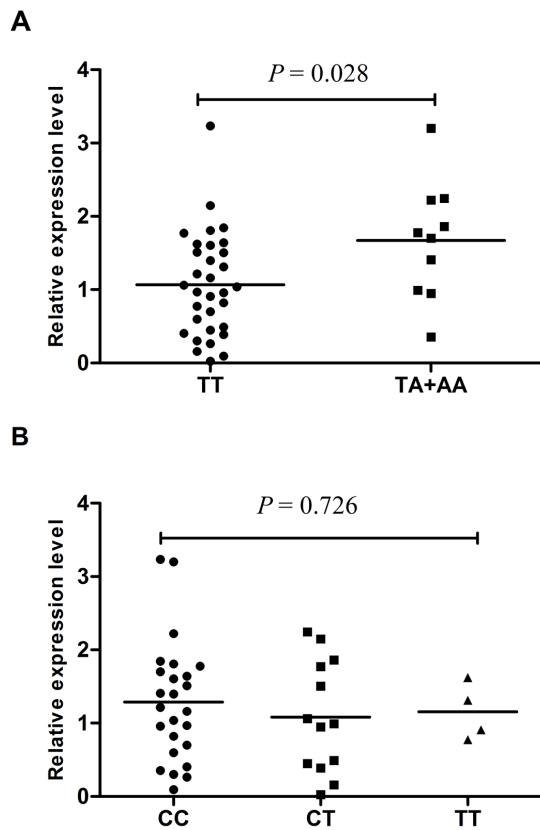 A
P = 0.028
Relative expression level
4
3
2
1
0
TT
TA+AA
B
P = 0.726
Relative expression level
4
3
2
1
0
CC
CT
TT